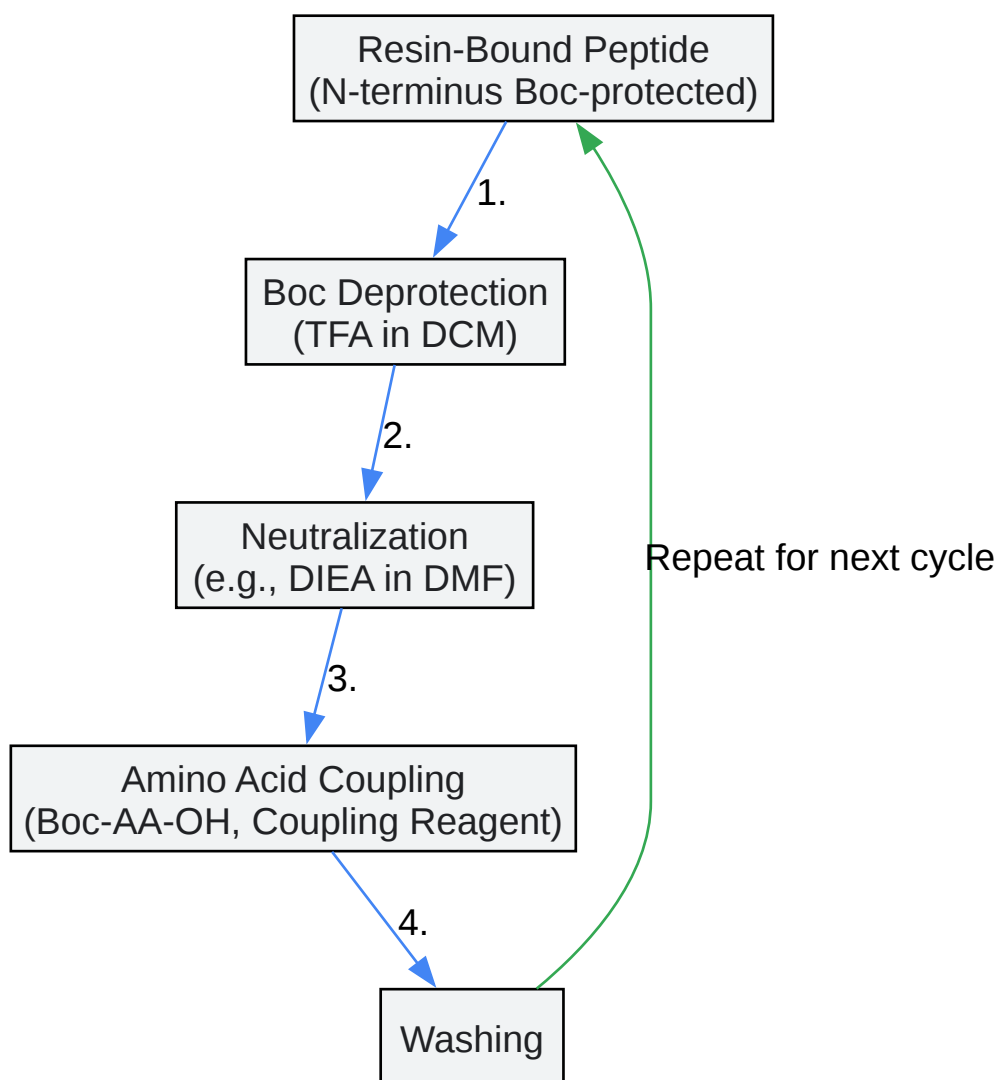 Resin-Bound Peptide
(N-terminus Boc-protected)
1.
Boc Deprotection
(TFA in DCM)
2.
Neutralization
(e.g., DIEA in DMF)
Repeat for next cycle
3.
Amino Acid Coupling
(Boc-AA-OH, Coupling Reagent)
4.
Washing